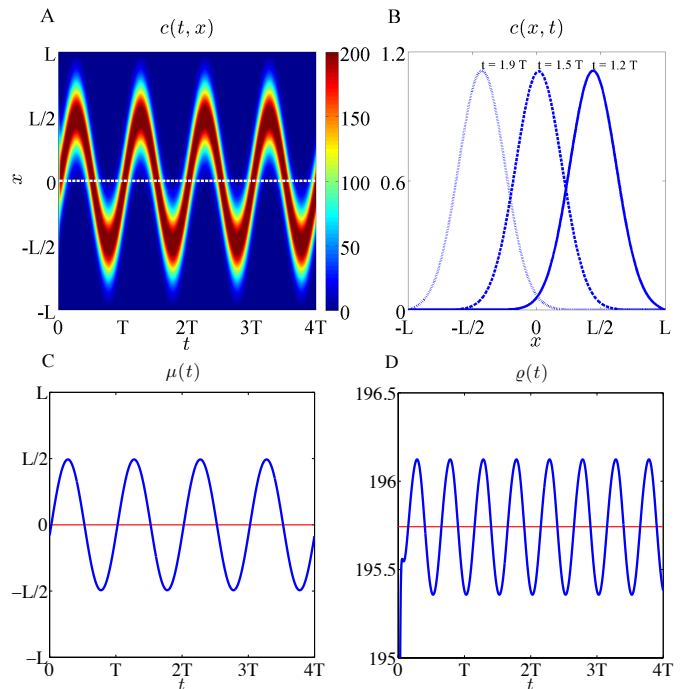 A
c(t, x)
L
L/2
0
-L/2
-L
x
0 T 2T 3T 4T
t
200
150
100
50
0
B
c(x, t)
1.2
0.6
0
t = 1.9 T t = 1.5 T t = 1.2 T
-L -L/2 0 L/2 L
x
C
μ(t)
L
L/2
0
−L/2
−L
0 T 2T 3T 4T
t
D
ϱ(t)
196.5
196
195.5
195
0 T 2T 3T 4T
t